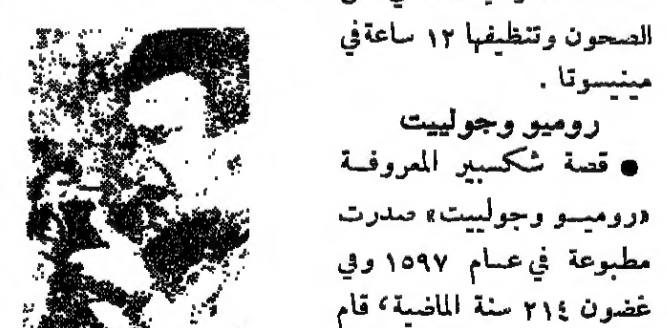 الصحون وتنظيفها ١٢ ساعة في
مينيسوتا .
روميو وجولييت
● قصة شكسبير المعروفة
«روميو وجولييت» صدرت
مطبوعة في عام ١٥٩٧ وفي
غضون ٢١٤ سنة الماضية، قام